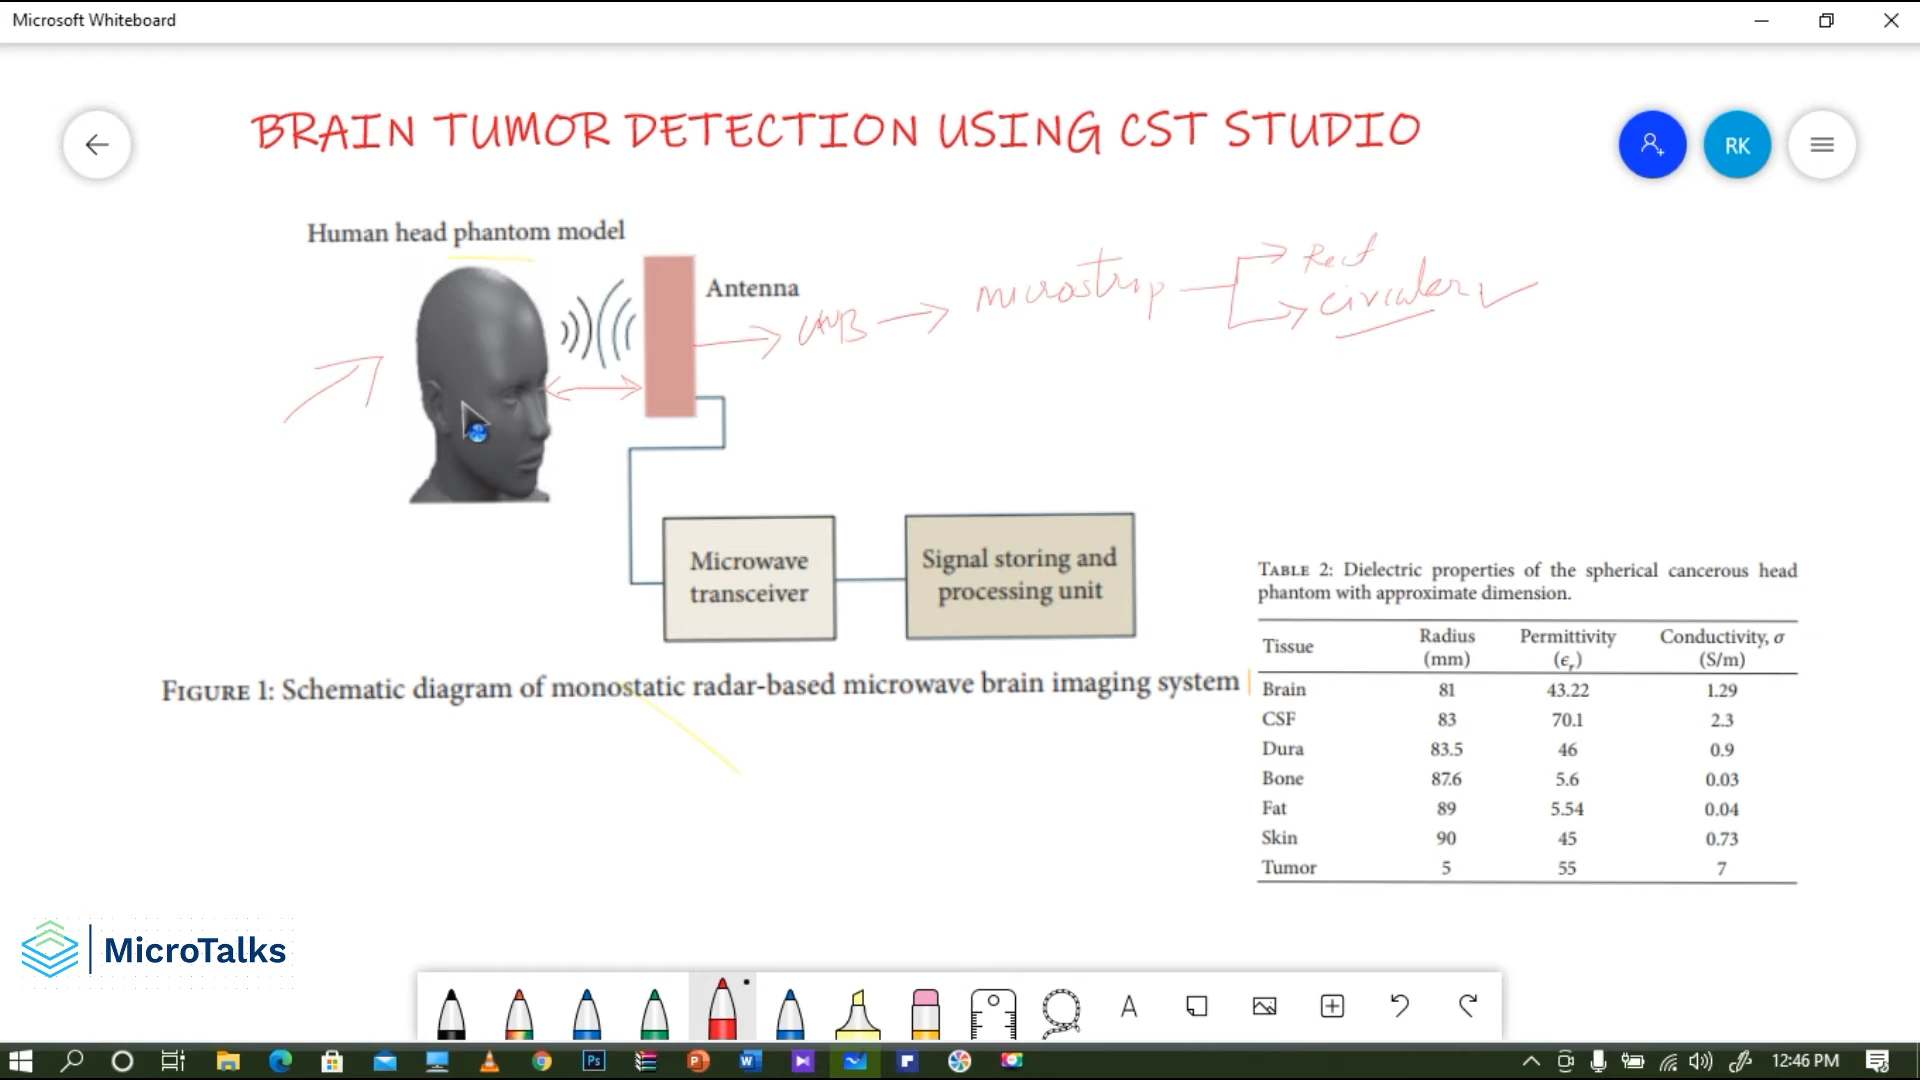 Microsoft Whiteboard
BRAIN TUMOR DETECTION USING CST STUDIO
RK
Human head phantom model
Antenna
UWB
microstrip
Rect
circular
Microwave
transceiver
Signal storing and
processing unit
FIGURE 1: Schematic diagram of monostatic radar-based microwave brain imaging system
TABLE 2: Dielectric properties of the spherical cancerous head
phantom with approximate dimension.
Tissue Radius (mm) Permittivity (ϵr) Conductivity, σ (S/m)
Brain 81 43.22 1.29
CSF 83 70.1 2.3
Dura 83.5 46 0.9
Bone 87.6 5.6 0.03
Fat 89 5.54 0.04
Skin 90 45 0.73
Tumor 5 55 7
MicroTalks
A
Ps
12:46 PM